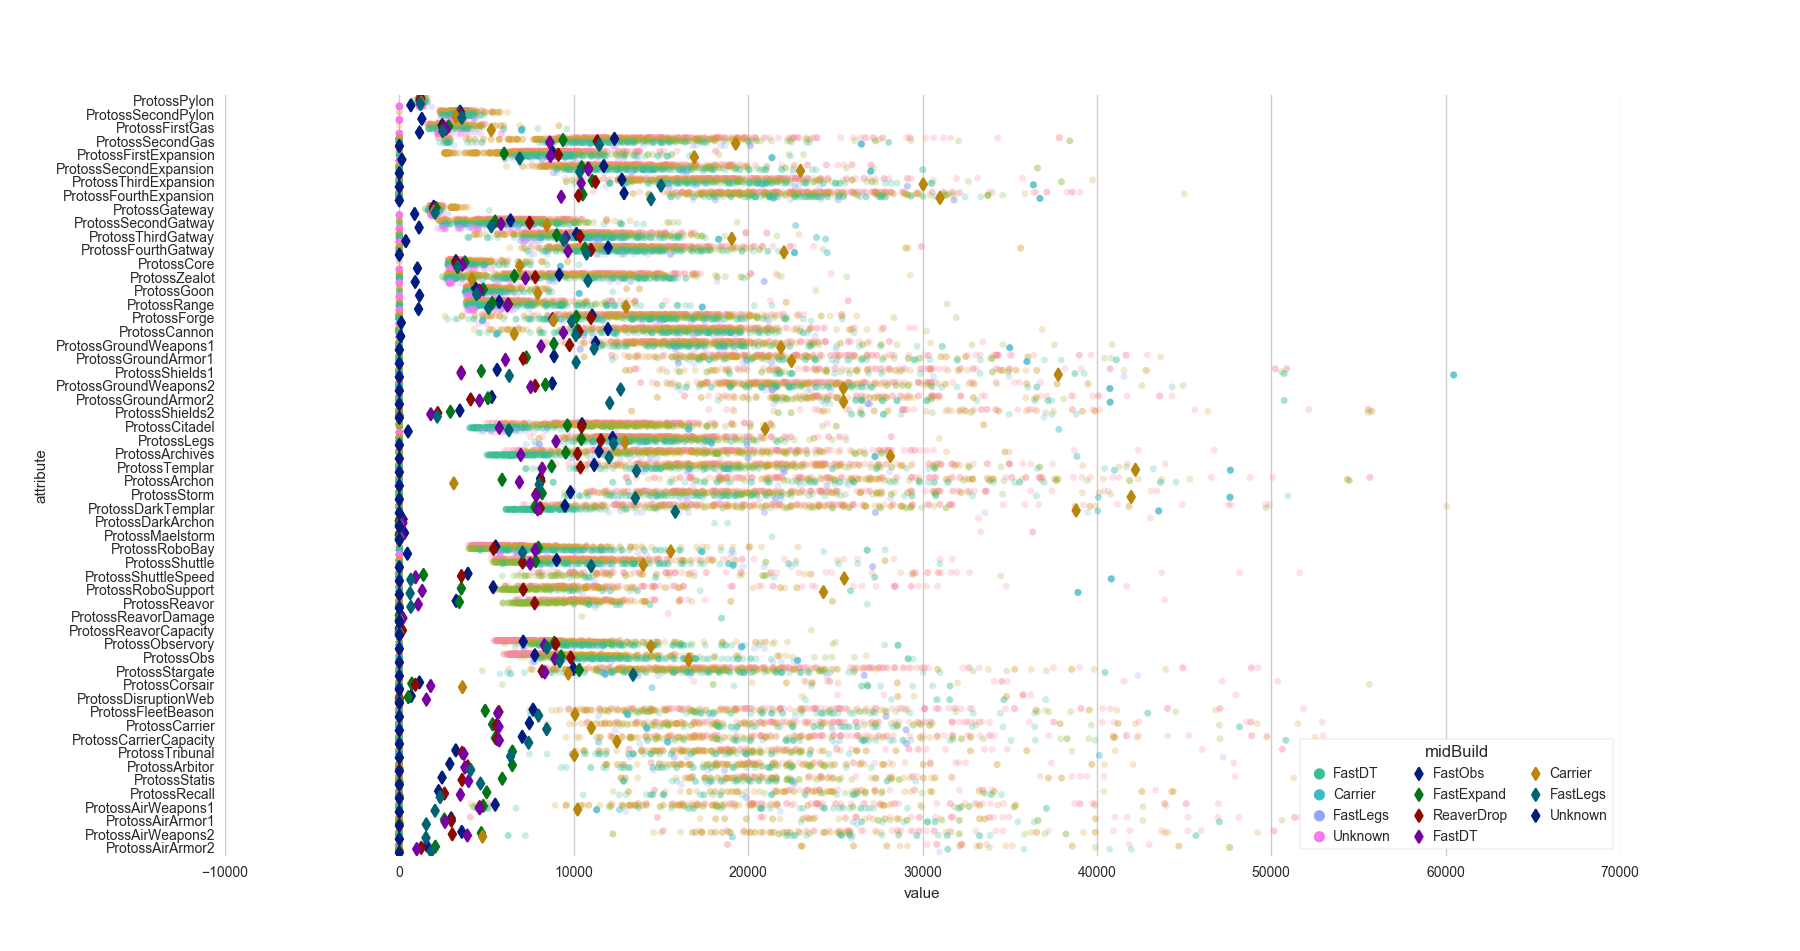 ProtossPylon
ProtossSecondPylon
ProtossFirstGas
ProtossSecondGas
ProtossFirstExpansion
ProtossSecondExpansion
ProtossThirdExpansion
ProtossFourthExpansion
ProtossGateway
ProtossSecondGatway
ProtossThirdGatway
ProtossFourthGatway
ProtossCore
ProtossZealot
ProtossGoon
ProtossRange
ProtossForge
ProtossCannon
ProtossGroundWeapons1
ProtossGroundArmor1
ProtossShields1
ProtossGroundWeapons2
ProtossGroundArmor2
ProtossShields2
ProtossCitadel
ProtossLegs
ProtossArchives
ProtossTemplar
ProtossArchon
ProtossStorm
ProtossDarkTemplar
ProtossDarkArchon
ProtossMaelstorm
ProtossRoboBay
ProtossShuttle
ProtossShuttleSpeed
ProtossRoboSupport
ProtossReavor
ProtossReavorDamage
ProtossReavorCapacity
ProtossObservory
ProtossObs
ProtossStargate
ProtossCorsair
ProtossDisruptionWeb
ProtossFleetBeason
ProtossCarrier
ProtossCarrierCapacity
ProtossTribunal
ProtossArbitor
ProtossStatis
ProtossRecall
ProtossAirWeapons1
ProtossAirArmor1
ProtossAirWeapons2
ProtossAirArmor2
attribute
midBuild
FastDT FastObs Carrier
Carrier FastExpand FastLegs
FastLegs ReaverDrop Unknown
Unknown FastDT
−10000 0 10000 20000 30000 40000 50000 60000 70000
value